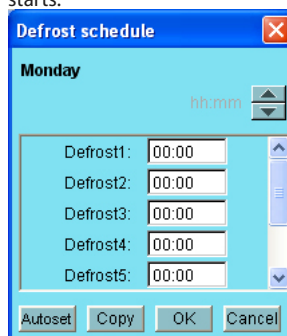 starts.
Defrost schedule
Monday
hh:mm
Defrost1: 00:00
Defrost2: 00:00
Defrost3: 00:00
Defrost4: 00:00
Defrost5: 00:00
Autoset Copy OK Cancel